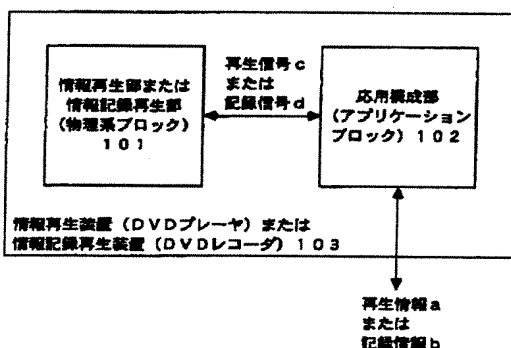 情報再生部または
情報記録再生部
(物理系ブロック)
101
再生信号c
または
記録信号d
応用構成部
(アプリケーション
ブロック)102
情報再生装置(DVDプレーヤ)または
情報記録再生装置(DVDレコーダ)103
再生情報a
または
記録情報b